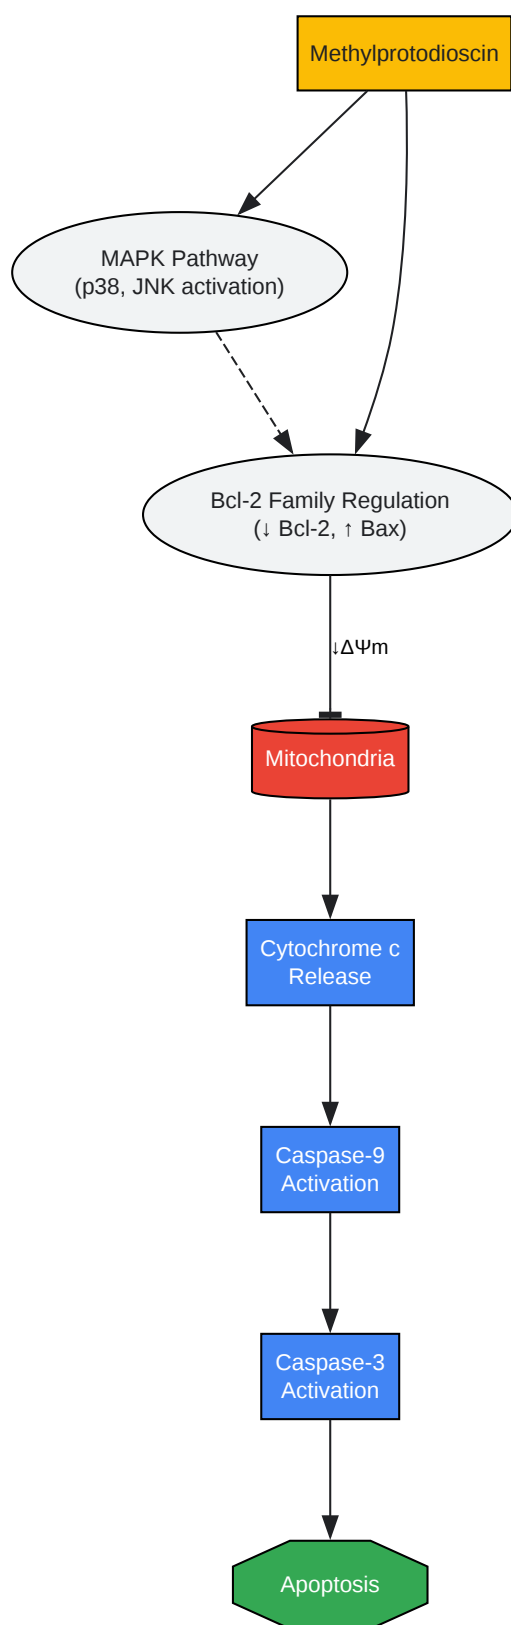 Methylprotodioscin
MAPK Pathway
(p38, JNK activation)
Bcl-2 Family Regulation
(↓ Bcl-2, ↑ Bax)
↓ΔΨm
Mitochondria
Cytochrome c
Release
Caspase-9
Activation
Caspase-3
Activation
Apoptosis